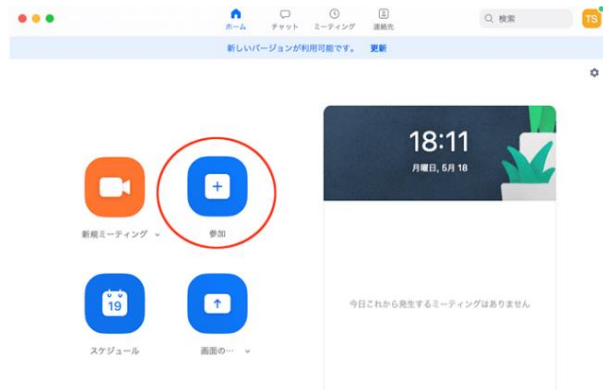 ホーム
チャット
ミーティング
連絡先
検索
TS
新しいバージョンが利用可能です。 更新
18:11
月曜日, 5月 18
新規ミーティング
参加
19
スケジュール
画面の…
今日これから発生するミーティングはありません